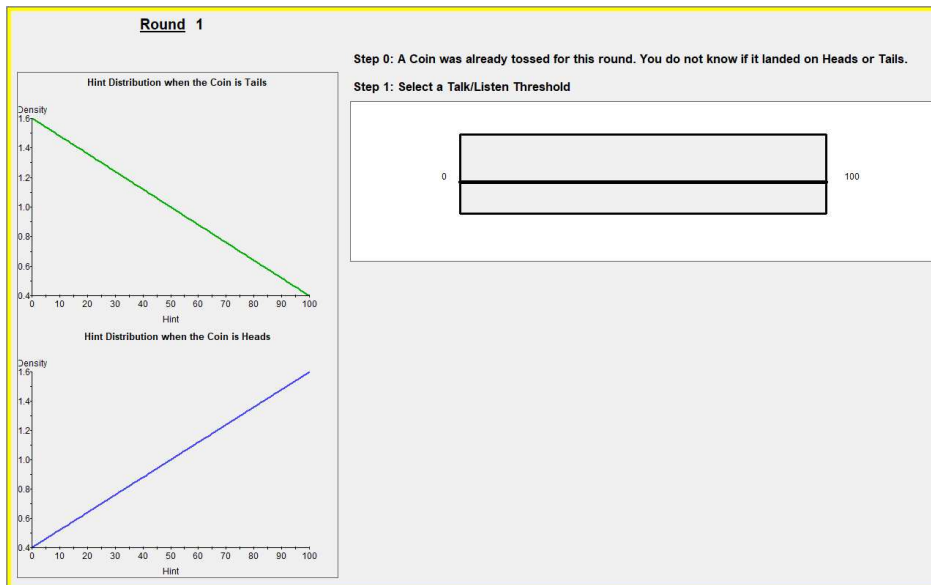 Round 1
Step 0: A Coin was already tossed for this round. You do not know if it landed on Heads or Tails.
Step 1: Select a Talk/Listen Threshold
0
100
Hint Distribution when the Coin is Tails
Density
1.6
1.4
1.2
1.0
0.8
0.6
0.4
0 10 20 30 40 50 60 70 80 90 100
Hint
Hint Distribution when the Coin is Heads
Density
1.6
1.4
1.2
1.0
0.8
0.6
0.4
0 10 20 30 40 50 60 70 80 90 100
Hint